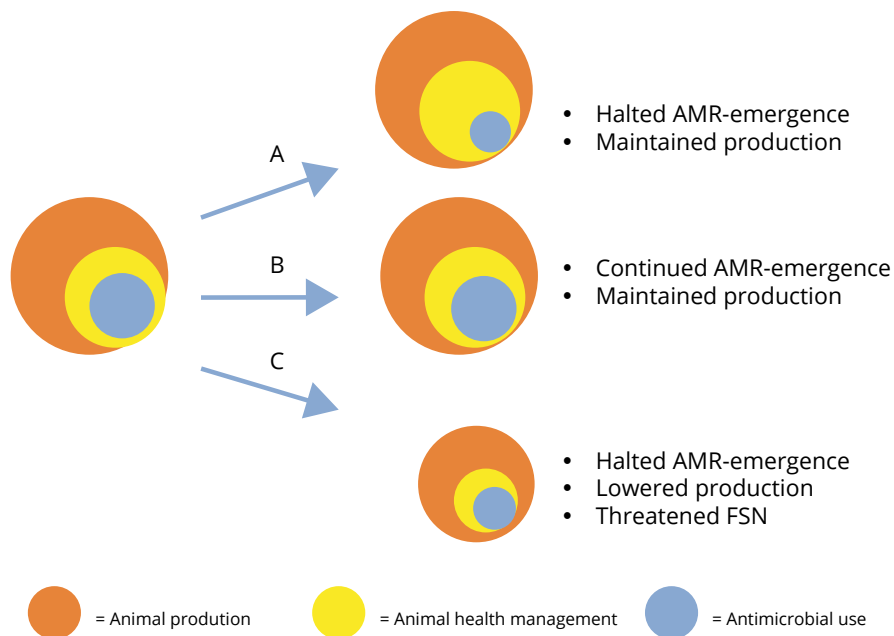 A
• Halted AMR-emergence
• Maintained production
B
• Continued AMR-emergence
• Maintained production
C
• Halted AMR-emergence
• Lowered production
• Threatened FSN
= Animal prodution
= Animal health management
= Antimicrobial use